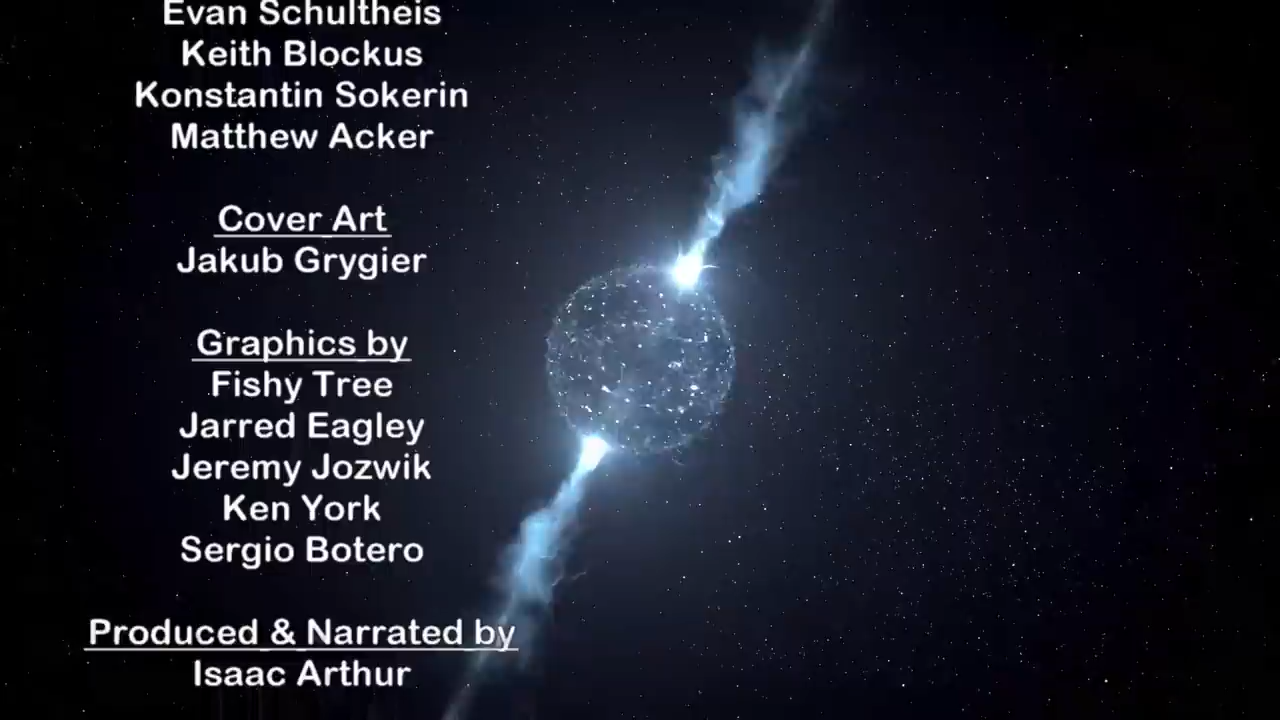 Evan Schultheis
Keith Blockus
Konstantin Sokerin
Matthew Acker
Cover Art
Jakub Grygier
Graphics by
Fishy Tree
Jarred Eagley
Jeremy Jozwik
Ken York
Sergio Botero
Produced & Narrated by
Isaac Arthur